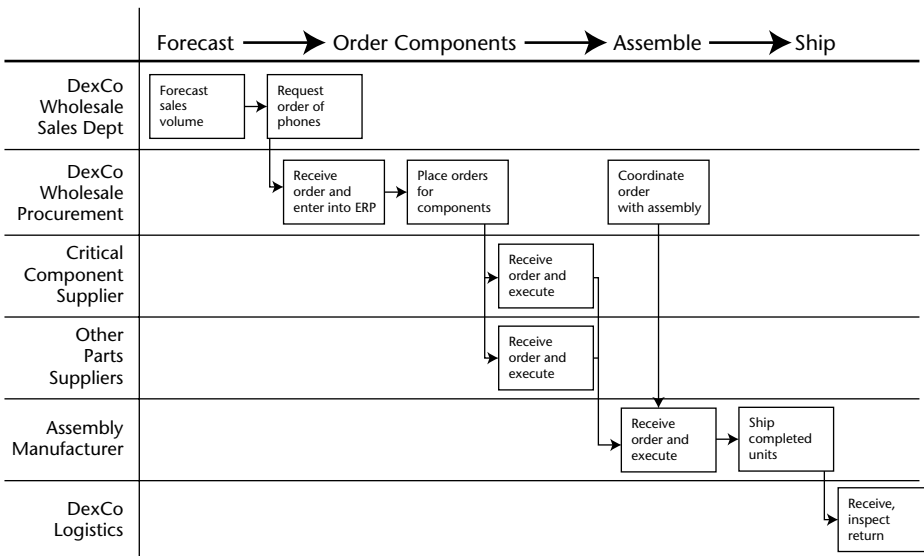 Forecast Order Components Assemble Ship
DexCo
Wholesale
Sales Dept
Forecast
sales
volume
Request
order of
phones
DexCo
Wholesale
Procurement
Receive
order and
enter into ERP
Place orders
for
components
Coordinate
order
with assembly
Critical
Component
Supplier
Receive
order and
execute
Other
Parts
Suppliers
Receive
order and
execute
Assembly
Manufacturer
Receive
order and
execute
Ship
completed
units
DexCo
Logistics
Receive,
inspect
return